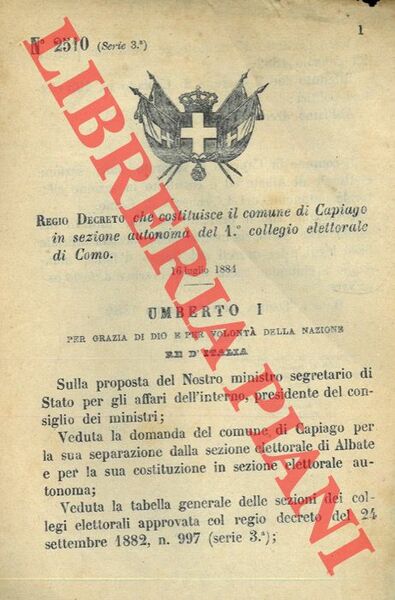 1
N° 2510 (Serie 3.ª)
REGIO DECRETO che costituisce il comune di Capiago
in sezione autonoma del 1.° collegio elettorale
di Como.
16 luglio 1884
UMBERTO I
PER GRAZIA DI DIO E PER VOLONTÀ DELLA NAZIONE
RE D'ITALIA
Sulla proposta del Nostro ministro segretario di
Stato per gli affari dell'interno, presidente del con-
siglio dei ministri;
Veduta la domanda del comune di Capiago per
la sua separazione dalla sezione elettorale di Albate
e per la sua costituzione in sezione elettorale au-
tonoma;
Veduta la tabella generale delle sezioni dei col-
legi elettorali approvata col regio decreto del 24
settembre 1882, n. 997 (serie 3.ª);
LIBRERIA PIANI